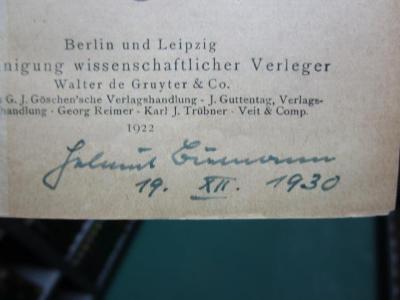 Berlin und Leipzig
nigung wissenschaftlicher Verleger
Walter de Gruyter & Co.
G. J. Göschen'sche Verlagshandlung - J. Guttentag, Verlags-
handlung - Georg Reimer - Karl J. Trübner - Veit & Comp.
1922
Helmut
19. XII. 1930